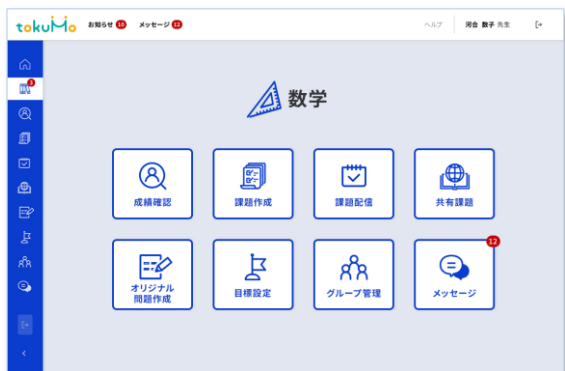 tokuMo
お知らせ 10 メッセージ 12
ヘルプ 河合 数子 先生
3
数学
成績確認 課題作成 課題配信 共有課題
12
オリジナル
問題作成
目標設定 グループ管理 メッセージ